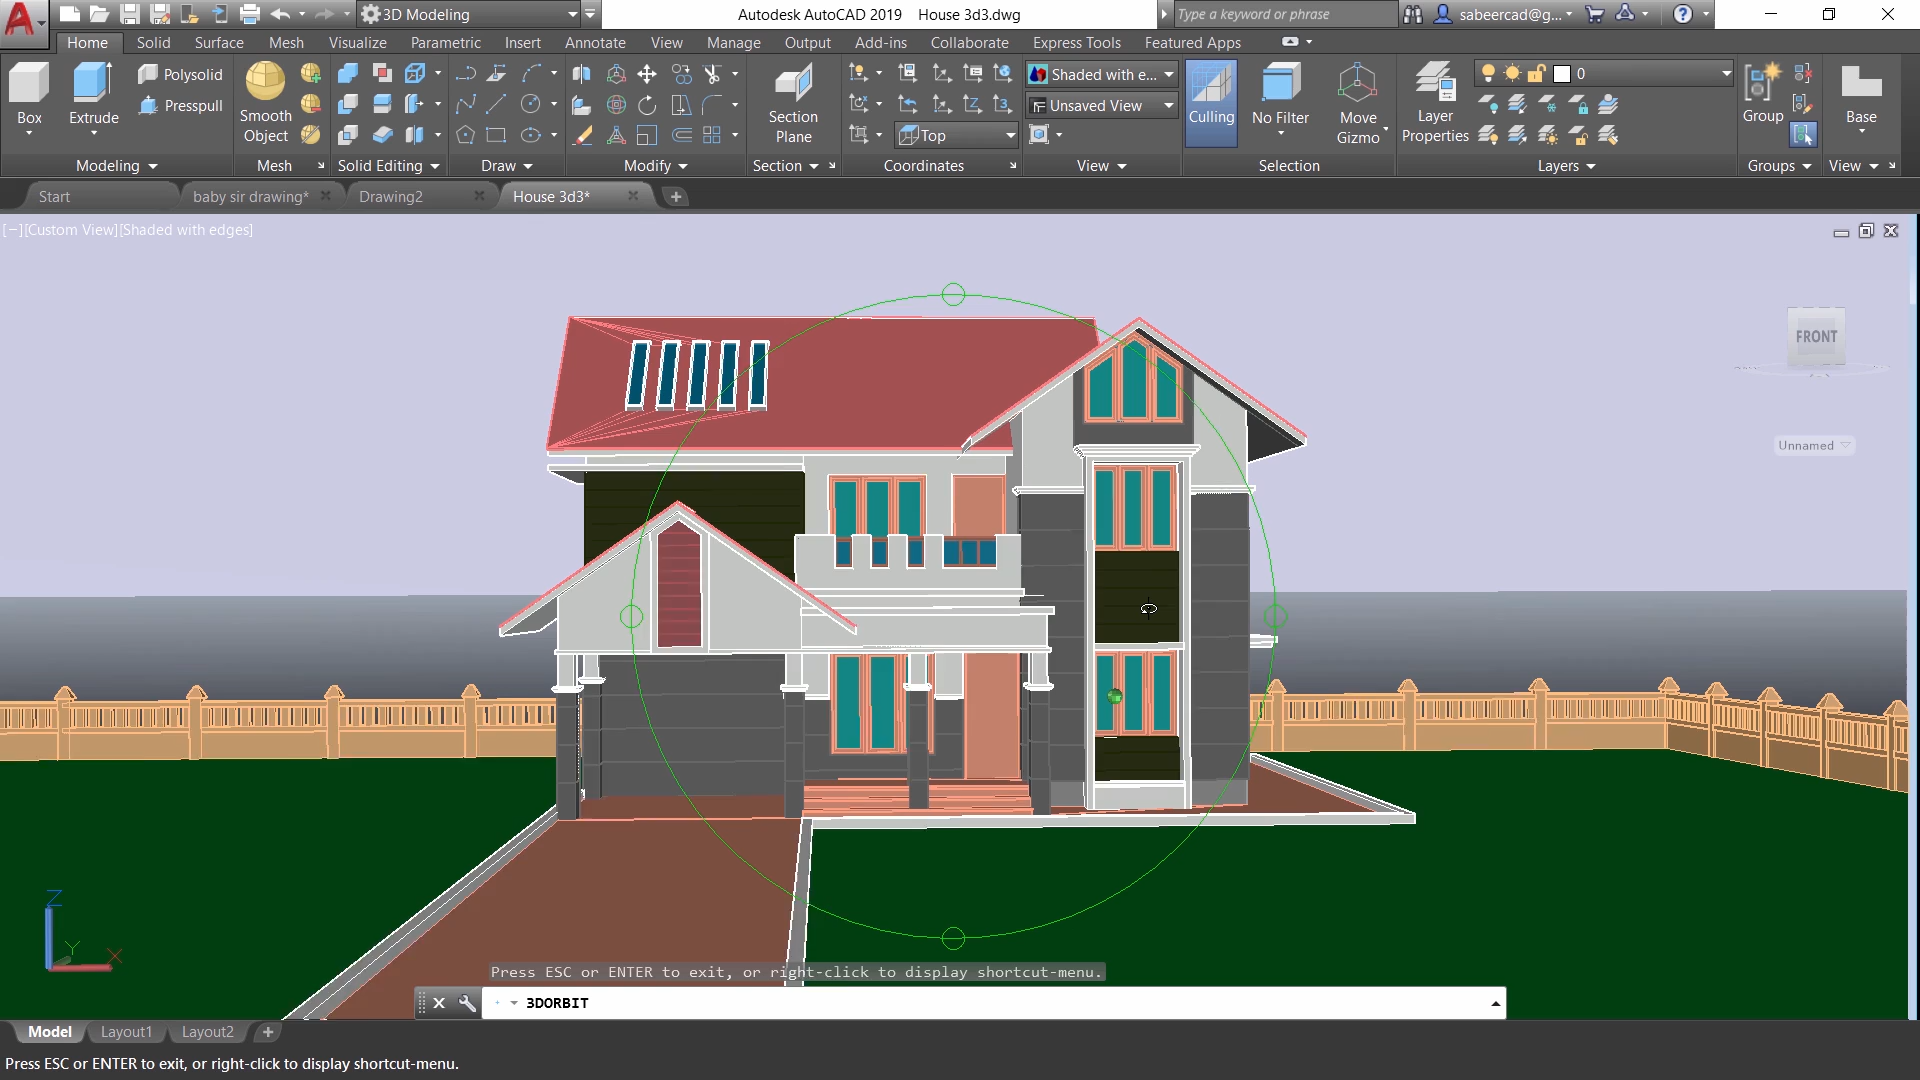 3D Modeling
Autodesk AutoCAD 2019 House 3d3.dwg
Type a keyword or phrase
sabeercad@g...
Home Solid Surface Mesh Visualize Parametric Insert Annotate View Manage Output Add-ins Collaborate Express Tools Featured Apps
Box
Extrude
Polysolid
Presspull
Smooth
Object
Section
Plane
Top
Shaded with e...
Unsaved View
Culling
No Filter
Move
Gizmo
Layer
Properties
0
Group
Base
Modeling Mesh Solid Editing Draw Modify Section Coordinates View Selection Layers Groups View
Start baby sir drawing* Drawing2 House 3d3*
[−][Custom View][Shaded with edges]
FRONT
Unnamed
Z
Y
X
Press ESC or ENTER to exit, or right-click to display shortcut-menu.
3DORBIT
Model Layout1 Layout2
Press ESC or ENTER to exit, or right-click to display shortcut-menu.